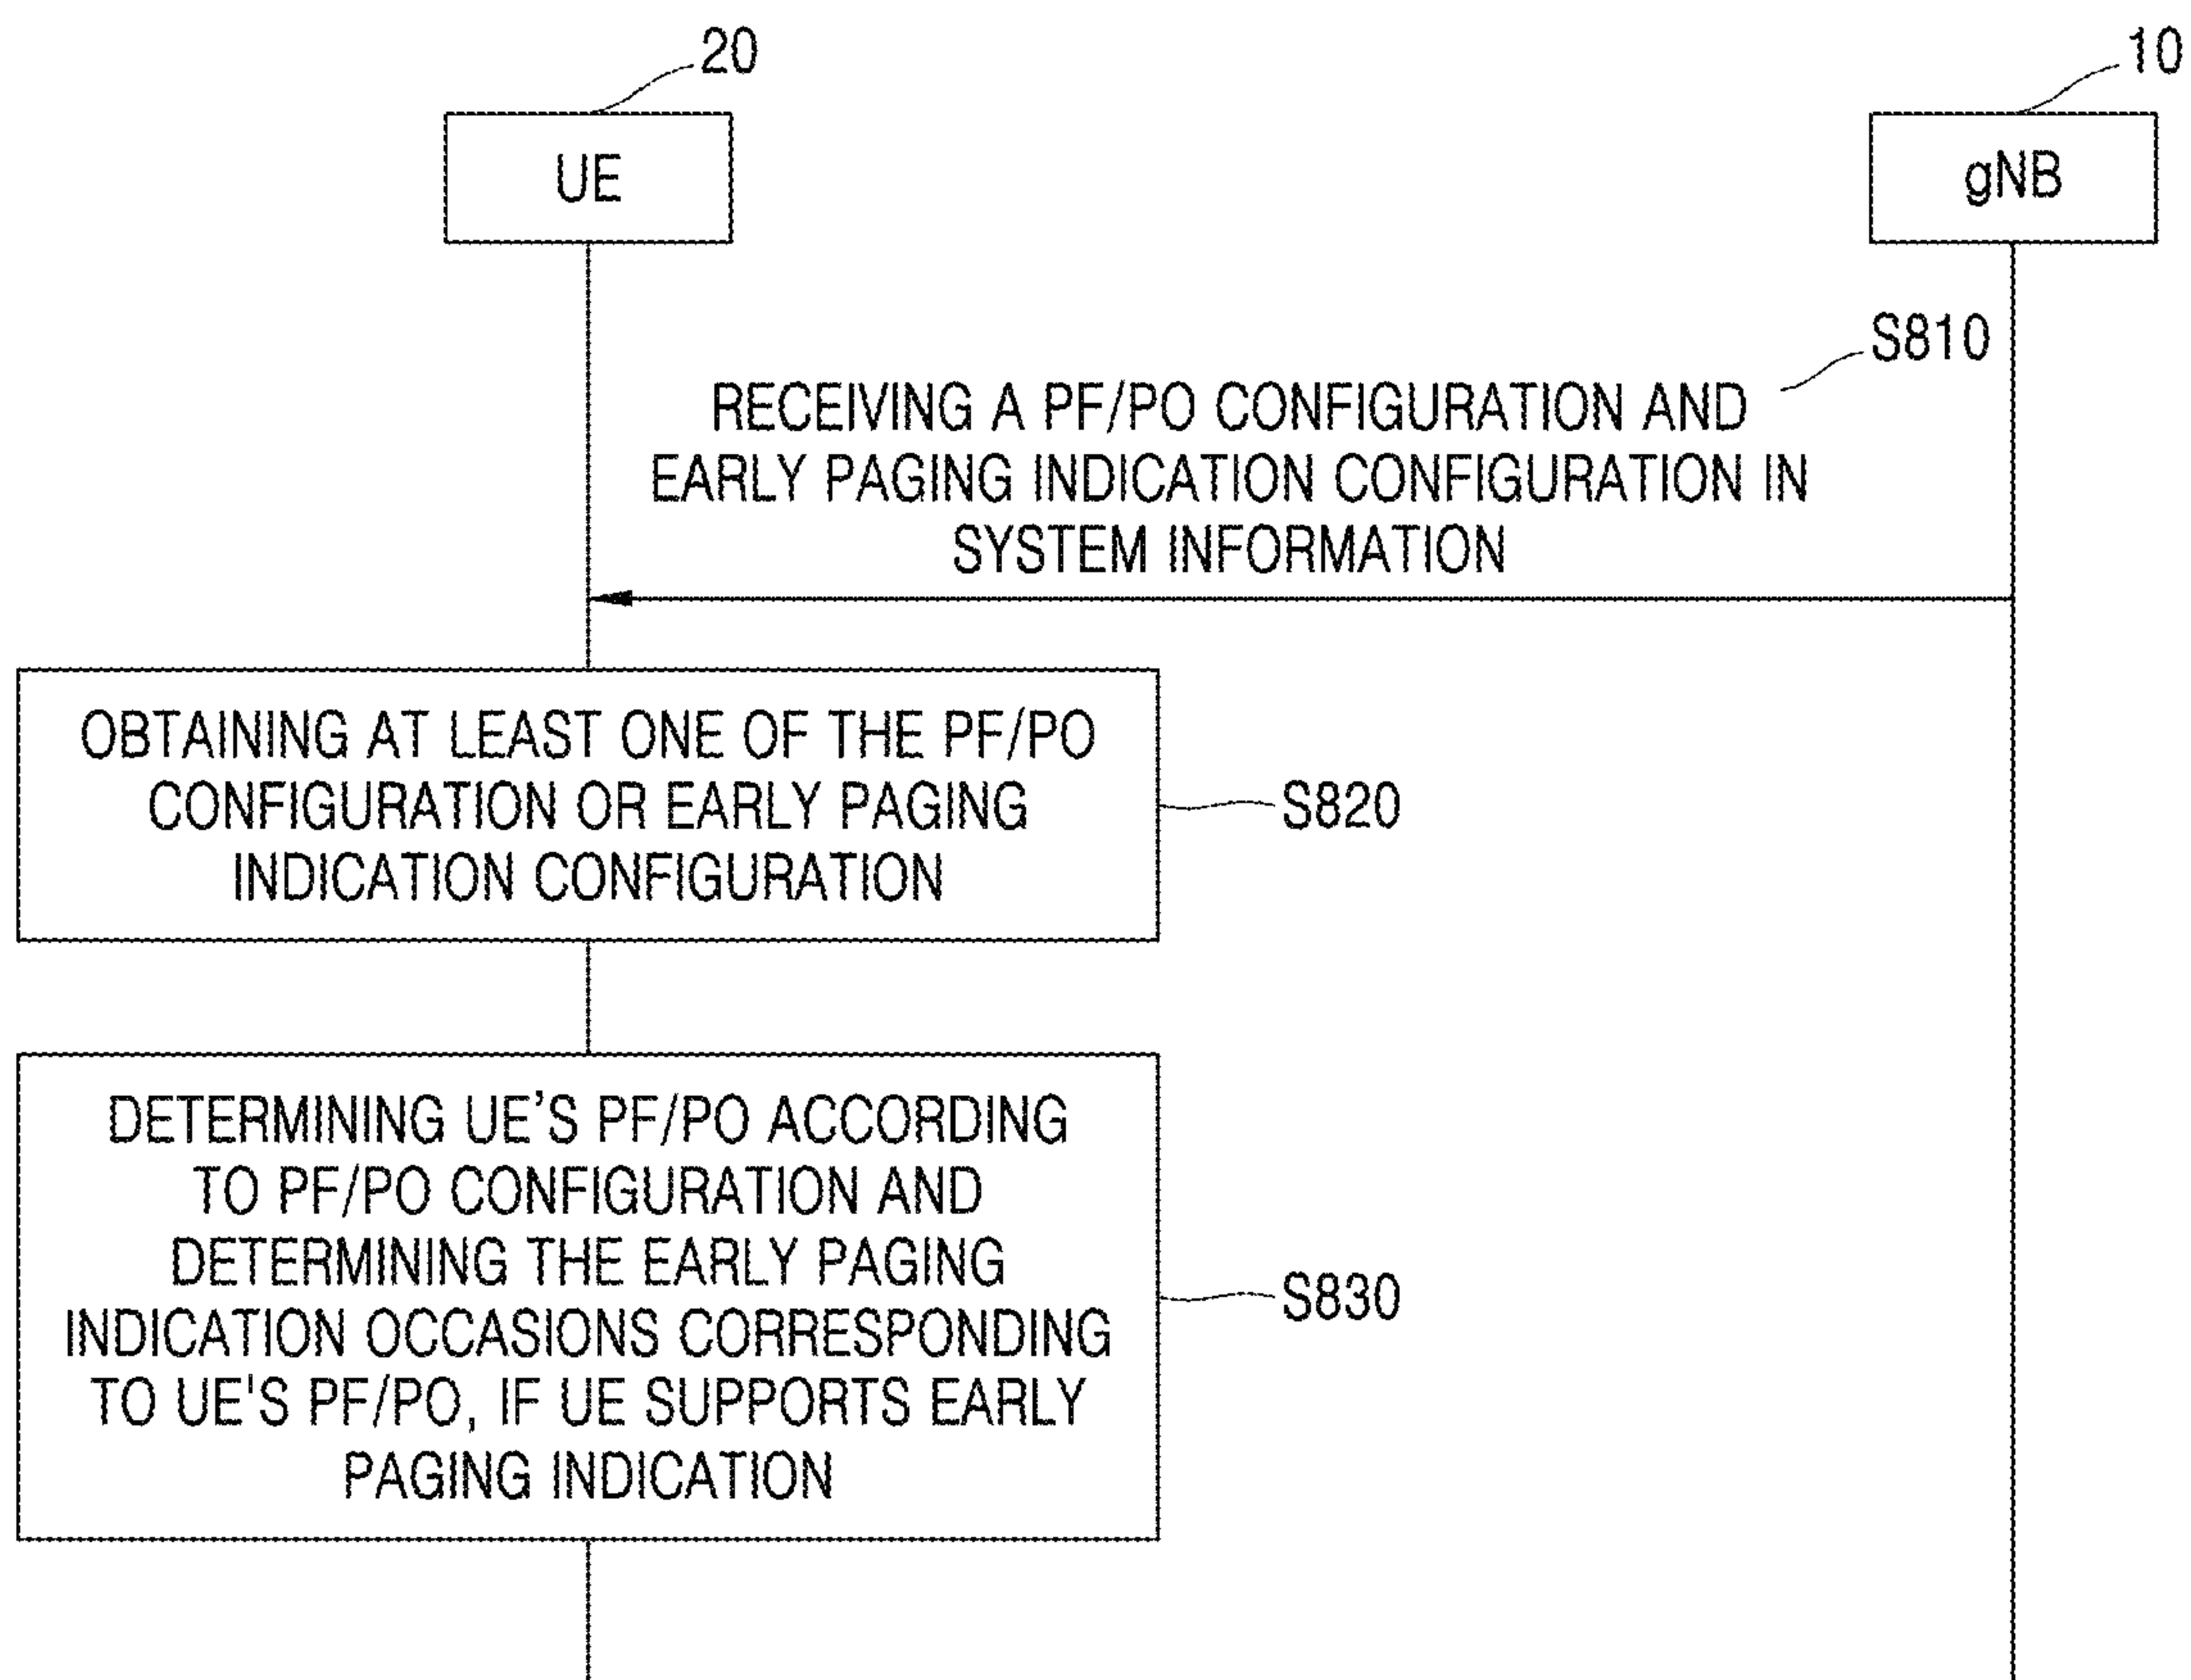 20
10
UE
gNB
S810
RECEIVING A PF/PO CONFIGURATION AND
EARLY PAGING INDICATION CONFIGURATION IN
SYSTEM INFORMATION
OBTAINING AT LEAST ONE OF THE PF/PO
CONFIGURATION OR EARLY PAGING
INDICATION CONFIGURATION
S820
DETERMINING UE’S PF/PO ACCORDING
TO PF/PO CONFIGURATION AND
DETERMINING THE EARLY PAGING
INDICATION OCCASIONS CORRESPONDING
TO UE'S PF/PO, IF UE SUPPORTS EARLY
PAGING INDICATION
S830